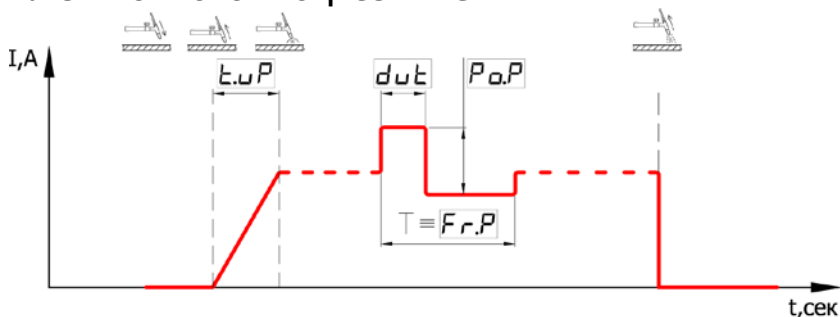 I,A
t.uP
dut
Po.P
T ≡ Fr.P
t,сек